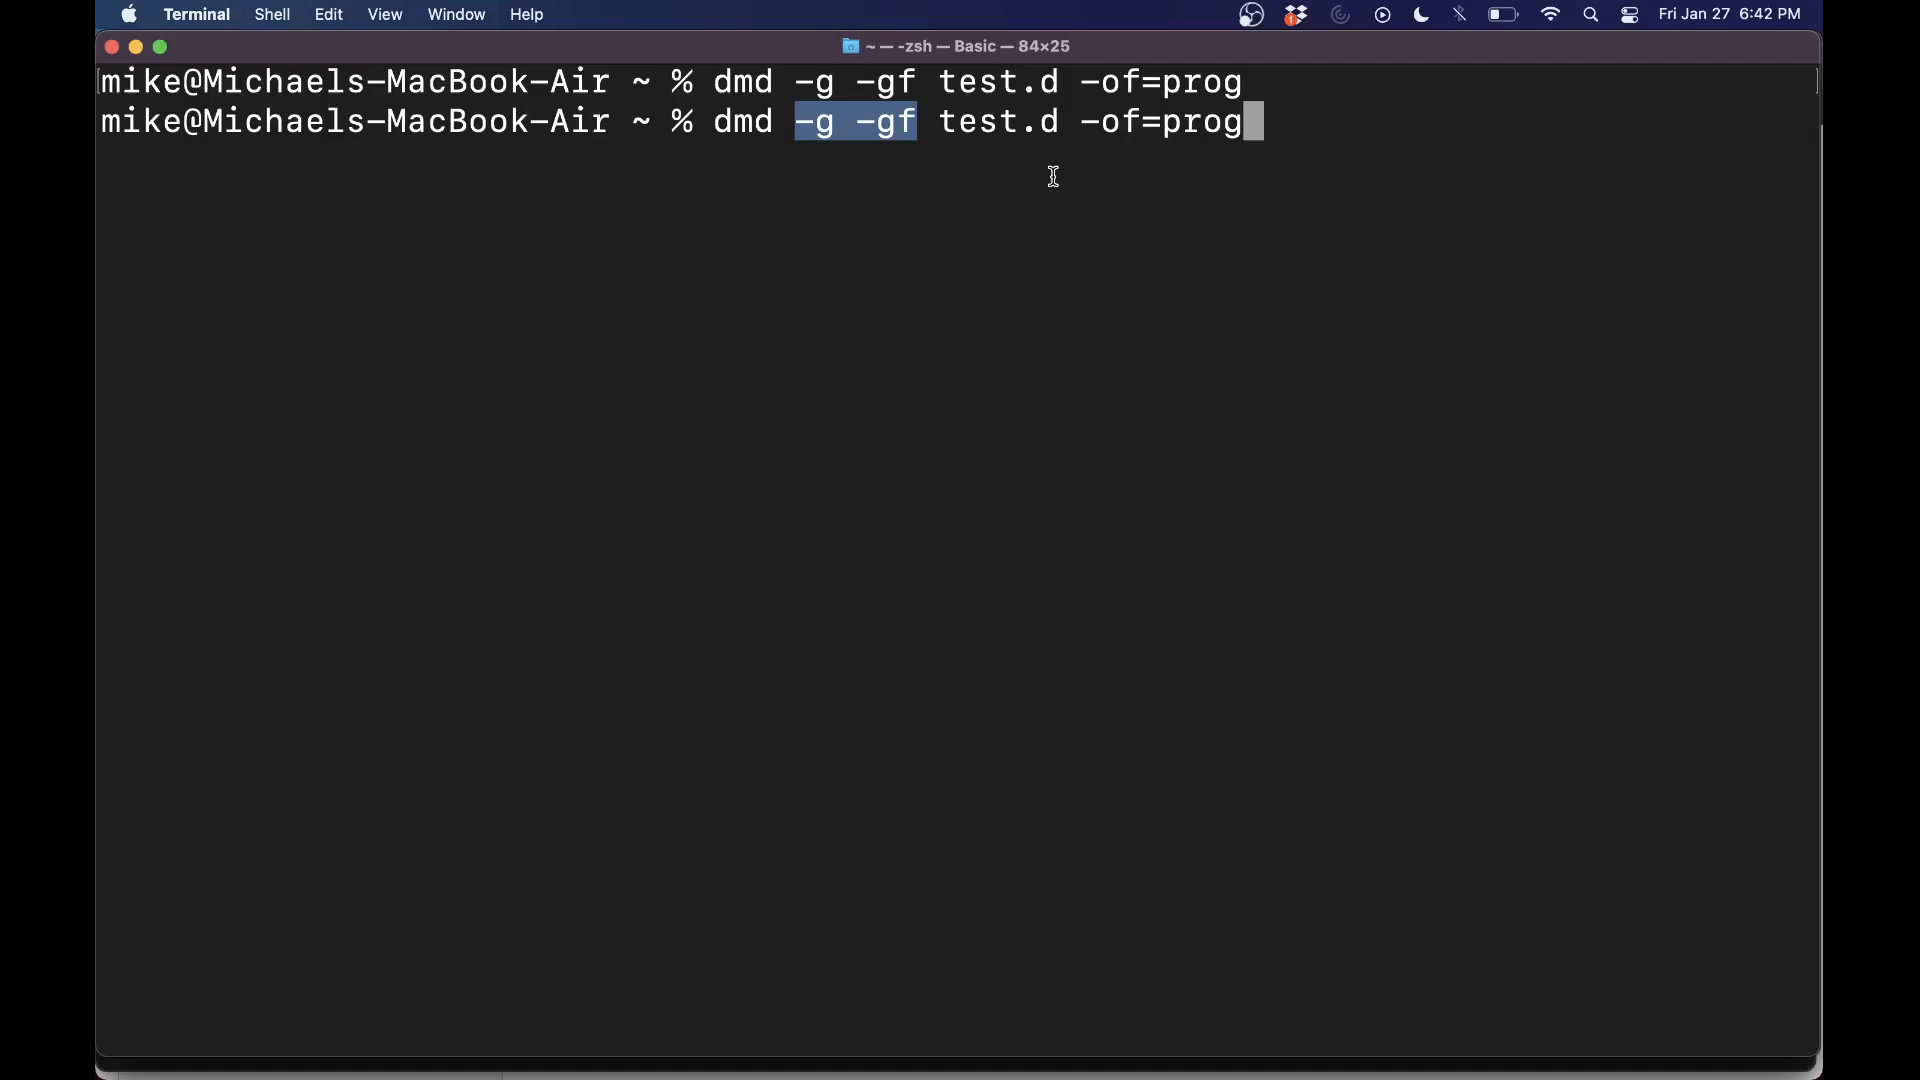 Terminal Shell Edit View Window Help Fri Jan 27 6:42 PM
~ — -zsh — Basic — 84×25
mike@Michaels-MacBook-Air ~ % dmd -g -gf test.d -of=prog
mike@Michaels-MacBook-Air ~ % dmd -g -gf test.d -of=prog